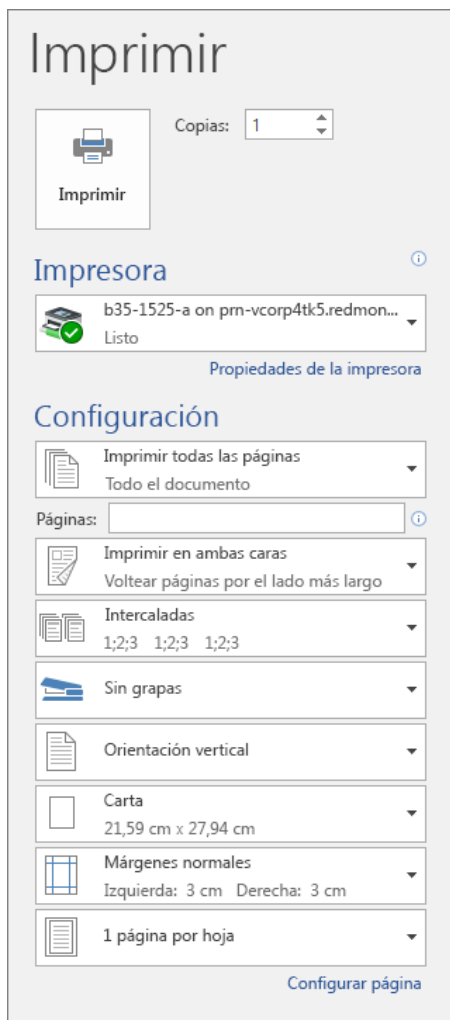 Imprimir
Copias: 1
Imprimir
Impresora
b35-1525-a on prn-vcorp4tk5.redmon...
Listo
Propiedades de la impresora
Configuración
Imprimir todas las páginas
Todo el documento
Páginas:
Imprimir en ambas caras
Voltear páginas por el lado más largo
Intercaladas
1;2;3 1;2;3 1;2;3
Sin grapas
Orientación vertical
Carta
21,59 cm x 27,94 cm
Márgenes normales
Izquierda: 3 cm Derecha: 3 cm
1 página por hoja
Configurar página